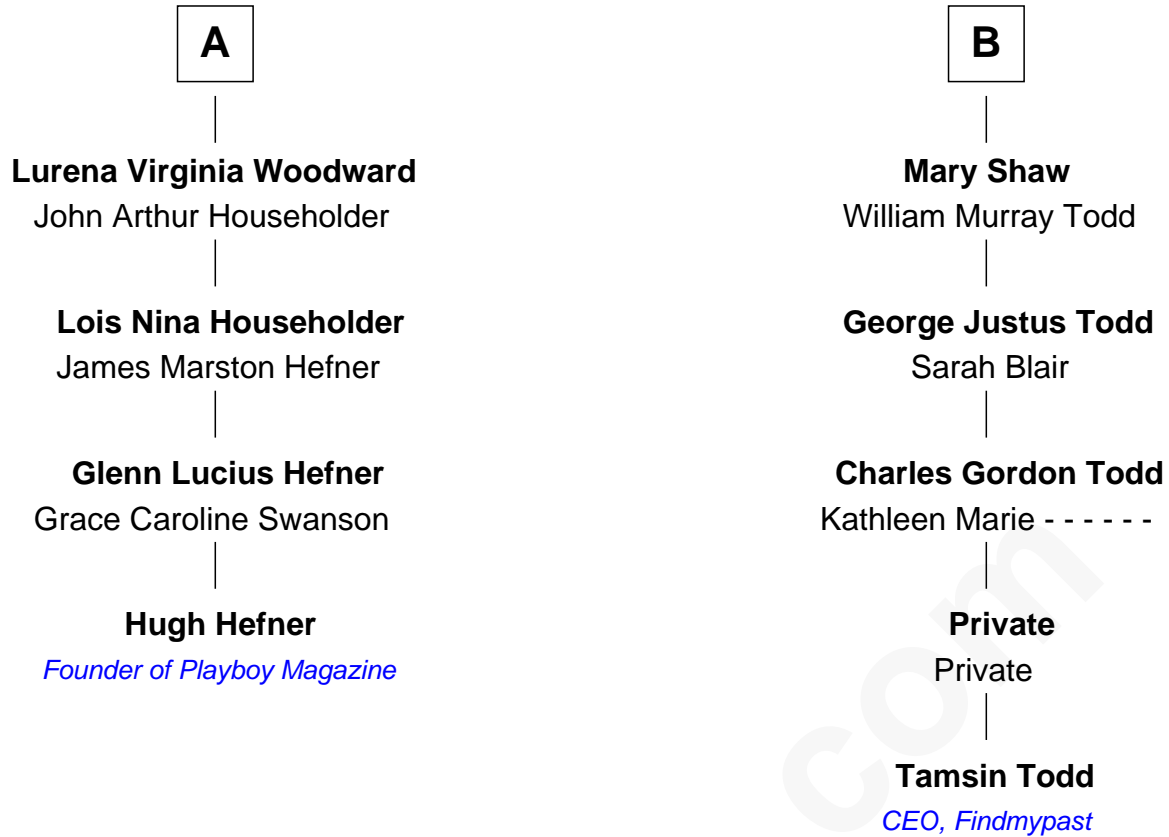 A
Lurena Virginia Woodward
John Arthur Householder
Lois Nina Householder
James Marston Hefner
Glenn Lucius Hefner
Grace Caroline Swanson
Hugh Hefner
Founder of Playboy Magazine
B
Mary Shaw
William Murray Todd
George Justus Todd
Sarah Blair
Charles Gordon Todd
Kathleen Marie - - - - - -
Private
Private
Tamsin Todd
CEO, Findmypast
com